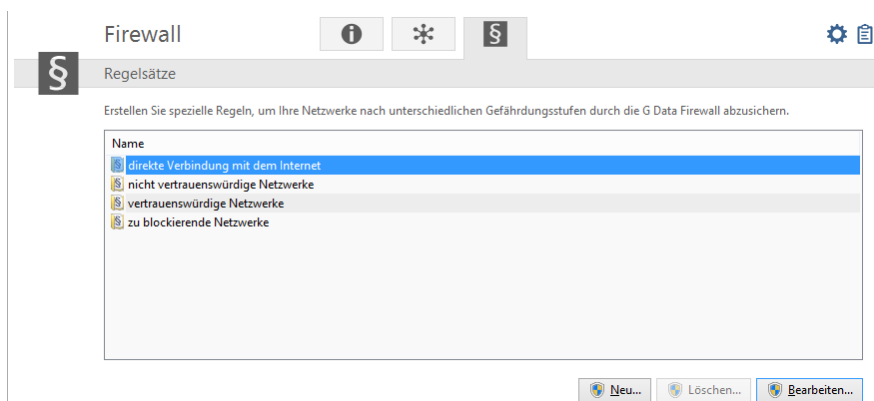 Firewall
Regelsätze
Erstellen Sie spezielle Regeln, um Ihre Netzwerke nach unterschiedlichen Gefährdungsstufen durch die G Data Firewall abzusichern.
Name
direkte Verbindung mit dem Internet
nicht vertrauenswürdige Netzwerke
vertrauenswürdige Netzwerke
zu blockierende Netzwerke
Neu... Löschen... Bearbeiten...